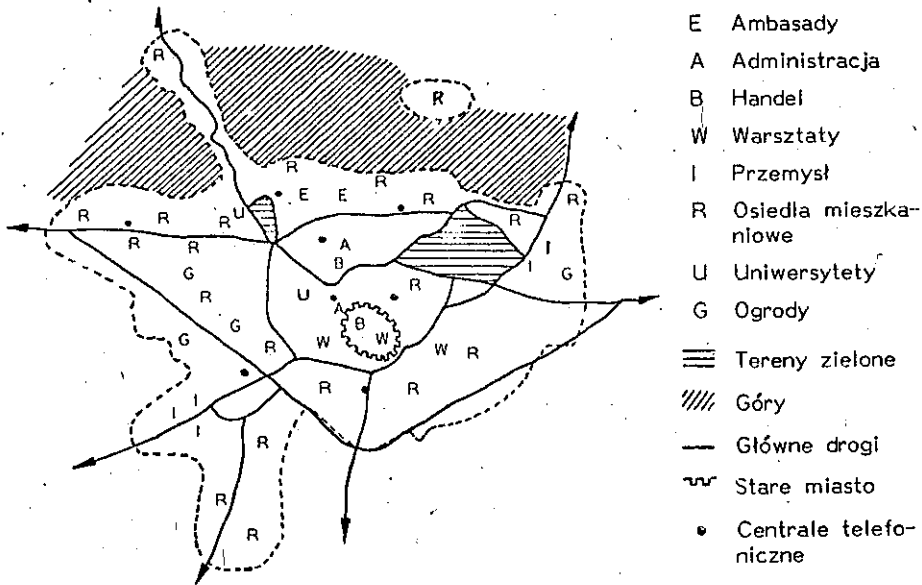 R
R
R
R
E E
R
R R
R R R U
R R A I
B I G
G
R U R
A
G B
G R W W W R
R R
I I
I
R
R
R
E Ambasady
A Administracja
B Handel
W Warsztaty
I Przemysł
R Osiedla mieszka-
niowe
U Uniwersytety
G Ogrody
Tereny zielone
Góry
Główne drogi
Stare miasto
Centrale telefo-
niczne